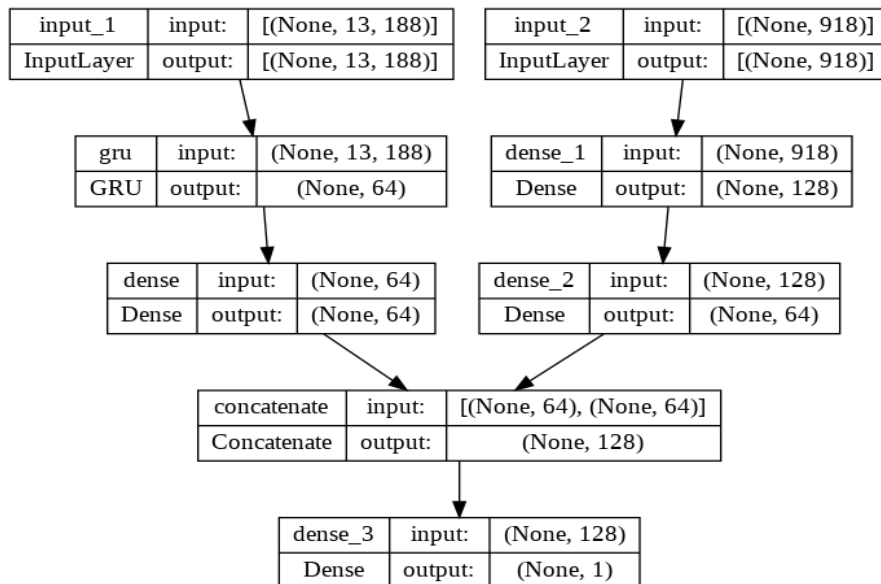 input_1 input: [(None, 13, 188)]
InputLayer output: [(None, 13, 188)]
input_2 input: [(None, 918)]
InputLayer output: [(None, 918)]
gru input: (None, 13, 188)
GRU output: (None, 64)
dense_1 input: (None, 918)
Dense output: (None, 128)
dense input: (None, 64)
Dense output: (None, 64)
dense_2 input: (None, 128)
Dense output: (None, 64)
concatenate input: [(None, 64), (None, 64)]
Concatenate output: (None, 128)
dense_3 input: (None, 128)
Dense output: (None, 1)